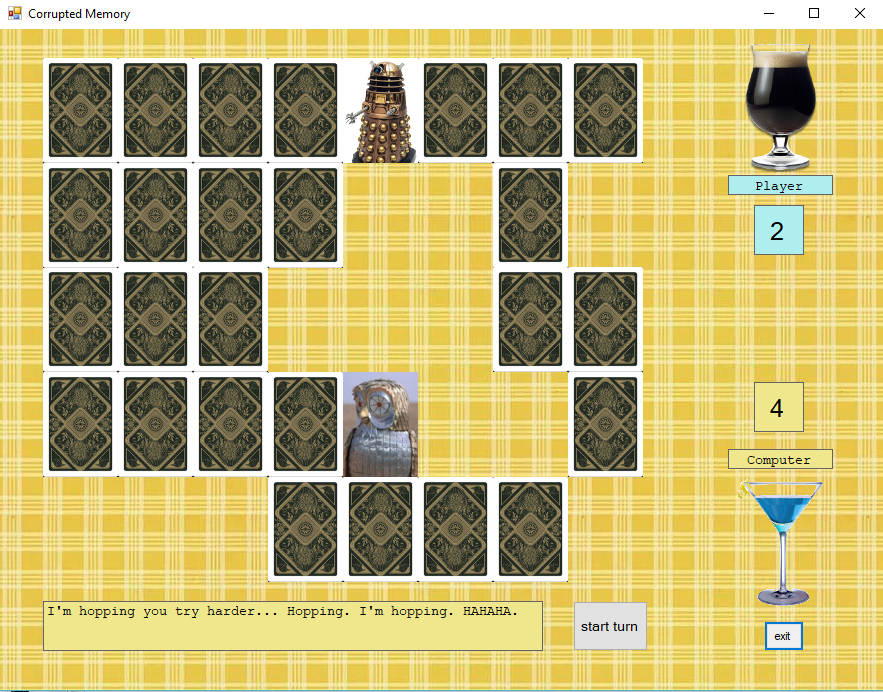 Corrupted Memory
Player
2
4
Computer
I'm hopping you try harder... Hopping. I'm hopping. HAHAHA.
start turn
exit